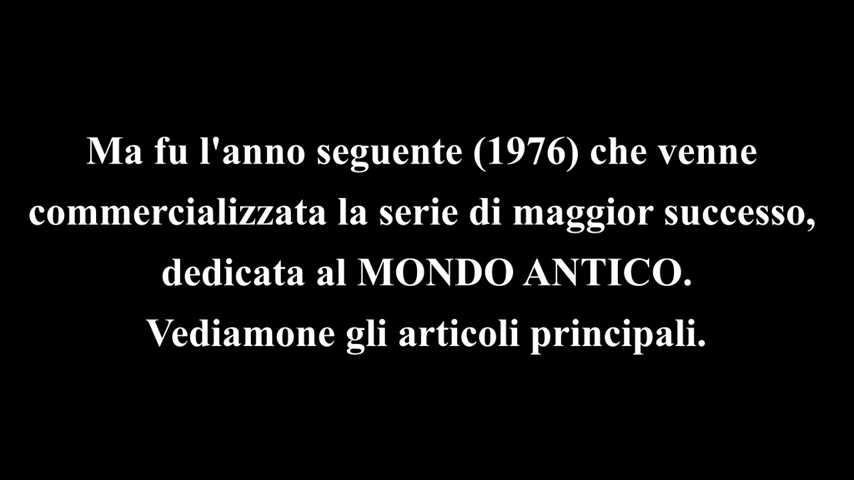 Ma fu l'anno seguente (1976) che venne
commercializzata la serie di maggior successo,
dedicata al MONDO ANTICO.
Vediamone gli articoli principali.